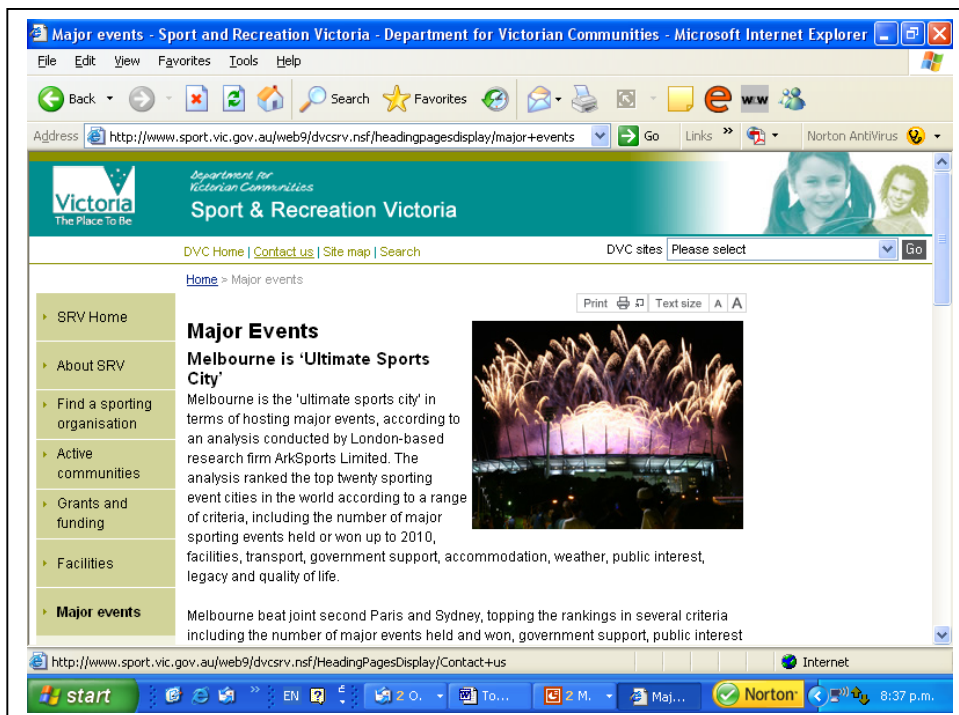 Major events - Sport and Recreation Victoria - Department for Victorian Communities - Microsoft Internet Explorer
File Edit View Favorites Tools Help
Back Search Favorites W.W
Address http://www.sport.vic.gov.au/web9/dvcsrv.nsf/headingpagesdisplay/major+events Go Links » Norton AntiVirus
Victoria
The Place To Be
Department for
Victorian Communities
Sport & Recreation Victoria
DVC Home | Contact us | Site map | Search DVC sites Please select Go
Home > Major events
Print Text size A A
SRV Home
About SRV
Find a sporting
organisation
Active
communities
Grants and
funding
Facilities
Major events
Major Events
Melbourne is ‘Ultimate Sports
City’
Melbourne is the 'ultimate sports city' in
terms of hosting major events, according to
an analysis conducted by London-based
research firm ArkSports Limited. The
analysis ranked the top twenty sporting
event cities in the world according to a range
of criteria, including the number of major
sporting events held or won up to 2010,
facilities, transport, government support, accommodation, weather, public interest,
legacy and quality of life.
Melbourne beat joint second Paris and Sydney, topping the rankings in several criteria
including the number of major events held and won, government support, public interest
http://www.sport.vic.gov.au/web9/dvcsrv.nsf/HeadingPagesDisplay/Contact+us Internet
start » EN 2 O. To... 2 M. Maj... Norton 8:37 p.m.